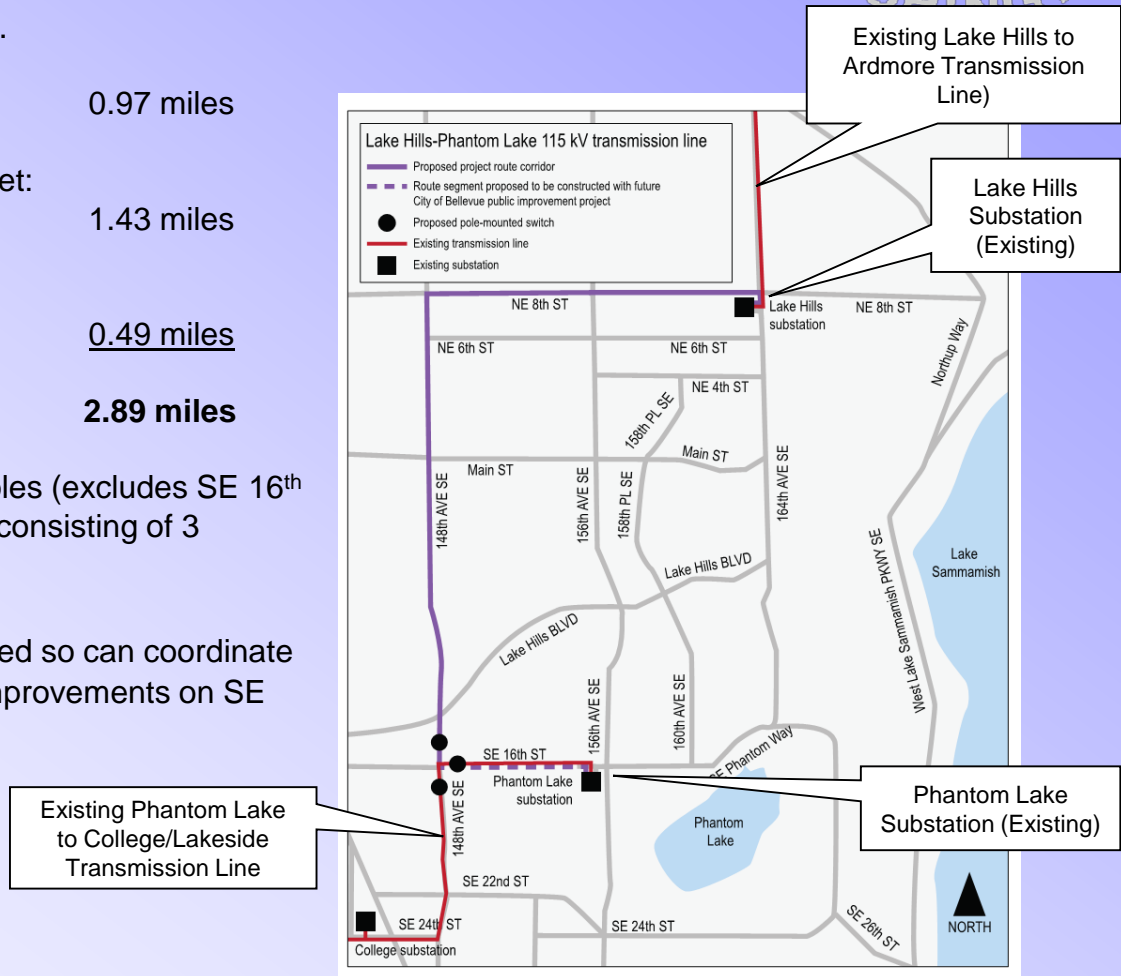 .
0.97 miles
et:
1.43 miles
0.49 miles
2.89 miles
oles (excludes SE 16th
consisting of 3
ed so can coordinate
nprovements on SE
Existing Lake Hills to
Ardmore Transmission
Line)
Lake Hills
Substation
(Existing)
Lake Hills-Phantom Lake 115 kV transmission line
Proposed project route corridor
Route segment proposed to be constructed with future
City of Bellevue public improvement project
Proposed pole-mounted switch
Existing transmission line
Existing substation
NE 8th ST
Lake Hills
substation
NE 8th ST
NE 6th ST
NE 6th ST
Northup Way
NE 4th ST
158th PL SE
Main ST
Main ST
148th AVE SE
156th AVE SE
158th PL SE
164th AVE SE
Lake Hills BLVD
West Lake Sammamish PKWY SE
Lake
Sammamish
Lake Hills BLVD
156th AVE SE
160th AVE SE
SE 16th ST
SE Phantom Way
Phantom Lake
substation
148th AVE SE
Phantom
Lake
Phantom Lake
Substation (Existing)
Existing Phantom Lake
to College/Lakeside
Transmission Line
SE 22nd ST
SE 24th ST
SE 24th ST
SE 26th ST
NORTH
College substation